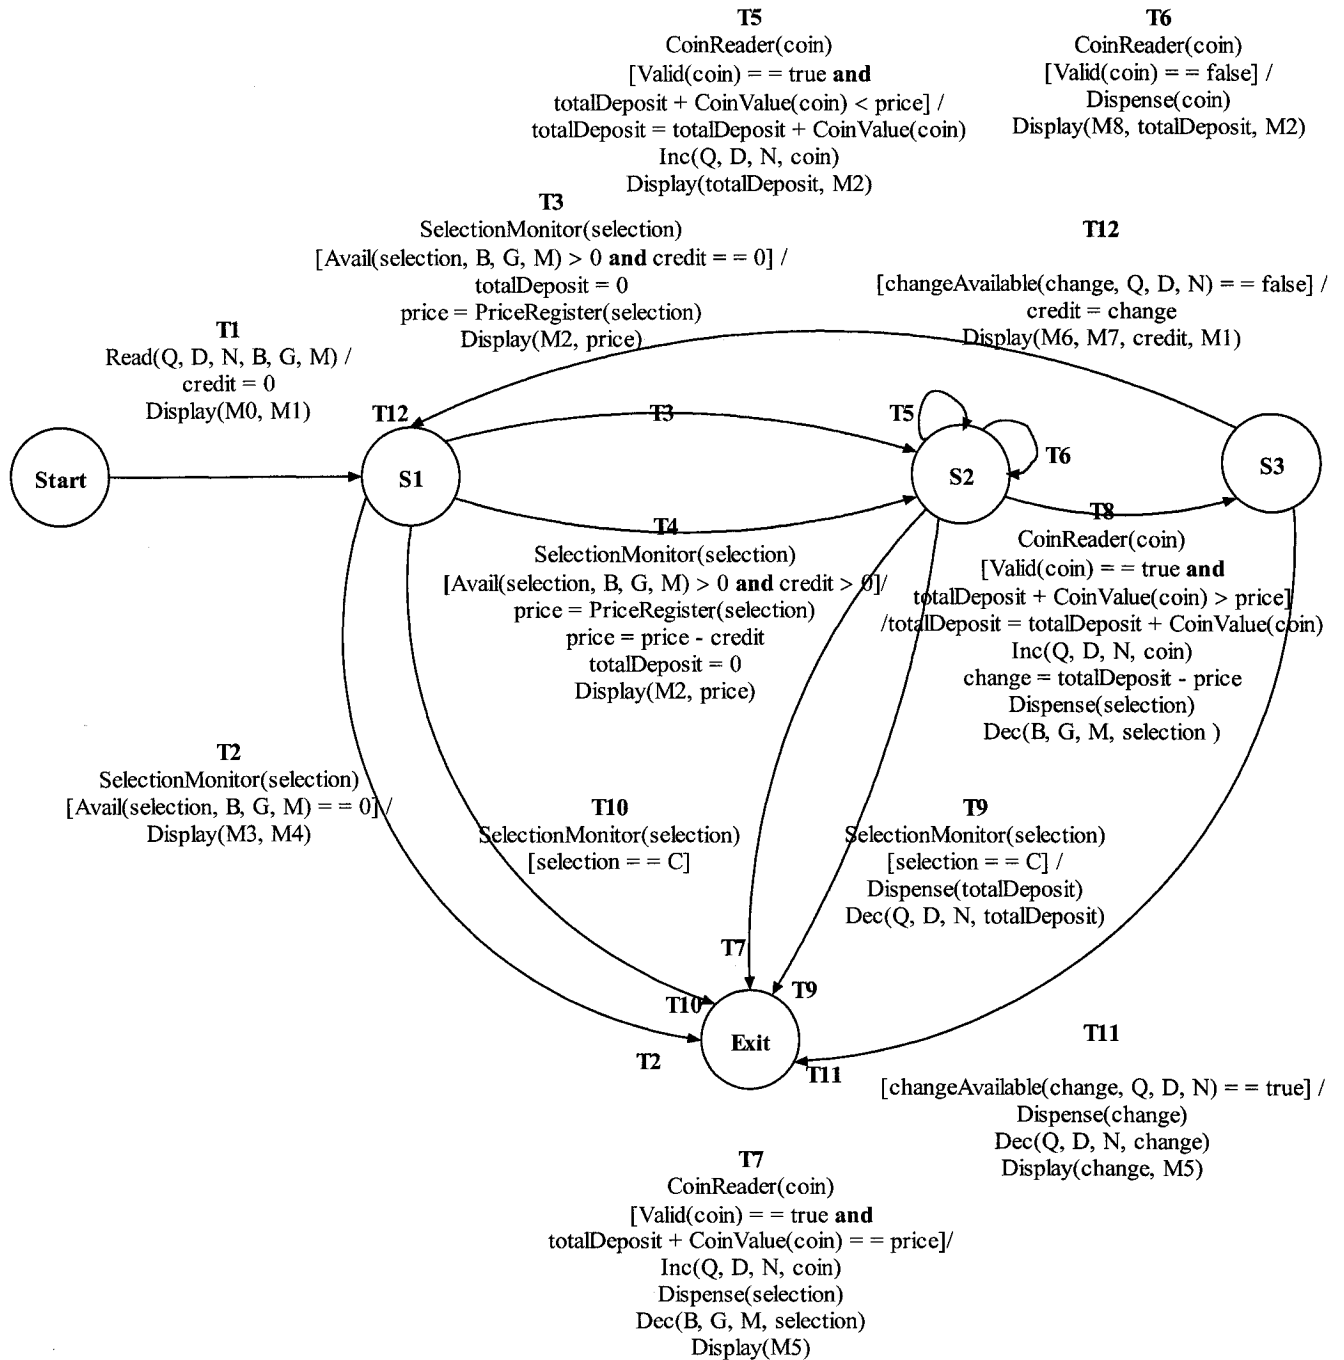 T5
CoinReader(coin)
[Valid(coin) = = true and
totalDeposit + CoinValue(coin) < price] /
totalDeposit = totalDeposit + CoinValue(coin)
Inc(Q, D, N, coin)
Display(totalDeposit, M2)
T6
CoinReader(coin)
[Valid(coin) = = false] /
Dispense(coin)
Display(M8, totalDeposit, M2)
T3
SelectionMonitor(selection)
[Avail(selection, B, G, M) > 0 and credit = = 0] /
totalDeposit = 0
price = PriceRegister(selection)
Display(M2, price)
T12
[changeAvailable(change, Q, D, N) = = false] /
credit = change
Display(M6, M7, credit, M1)
T1
Read(Q, D, N, B, G, M) /
credit = 0
Display(M0, M1)
T12
T3
T5
T6
Start
S1
S2
S3
T4
SelectionMonitor(selection)
[Avail(selection, B, G, M) > 0 and credit > 0]/
price = PriceRegister(selection)
price = price - credit
totalDeposit = 0
Display(M2, price)
T8
CoinReader(coin)
[Valid(coin) = = true and
totalDeposit + CoinValue(coin) > price]
/totalDeposit = totalDeposit + CoinValue(coin)
Inc(Q, D, N, coin)
change = totalDeposit - price
Dispense(selection)
Dec(B, G, M, selection )
T2
SelectionMonitor(selection)
[Avail(selection, B, G, M) = = 0] /
Display(M3, M4)
T10
SelectionMonitor(selection)
[selection = = C]
T9
SelectionMonitor(selection)
[selection = = C] /
Dispense(totalDeposit)
Dec(Q, D, N, totalDeposit)
T7
T9
T10
Exit
T2
T11
T11
[changeAvailable(change, Q, D, N) = = true] /
Dispense(change)
Dec(Q, D, N, change)
Display(change, M5)
T7
CoinReader(coin)
[Valid(coin) = = true and
totalDeposit + CoinValue(coin) = = price]/
Inc(Q, D, N, coin)
Dispense(selection)
Dec(B, G, M, selection)
Display(M5)